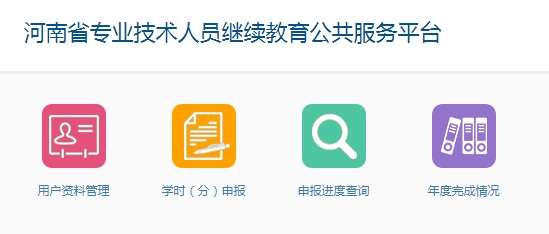 河南省专业技术人员继续教育公共服务平台
用户资料管理
学时（分）申报
申报进度查询
年度完成情况